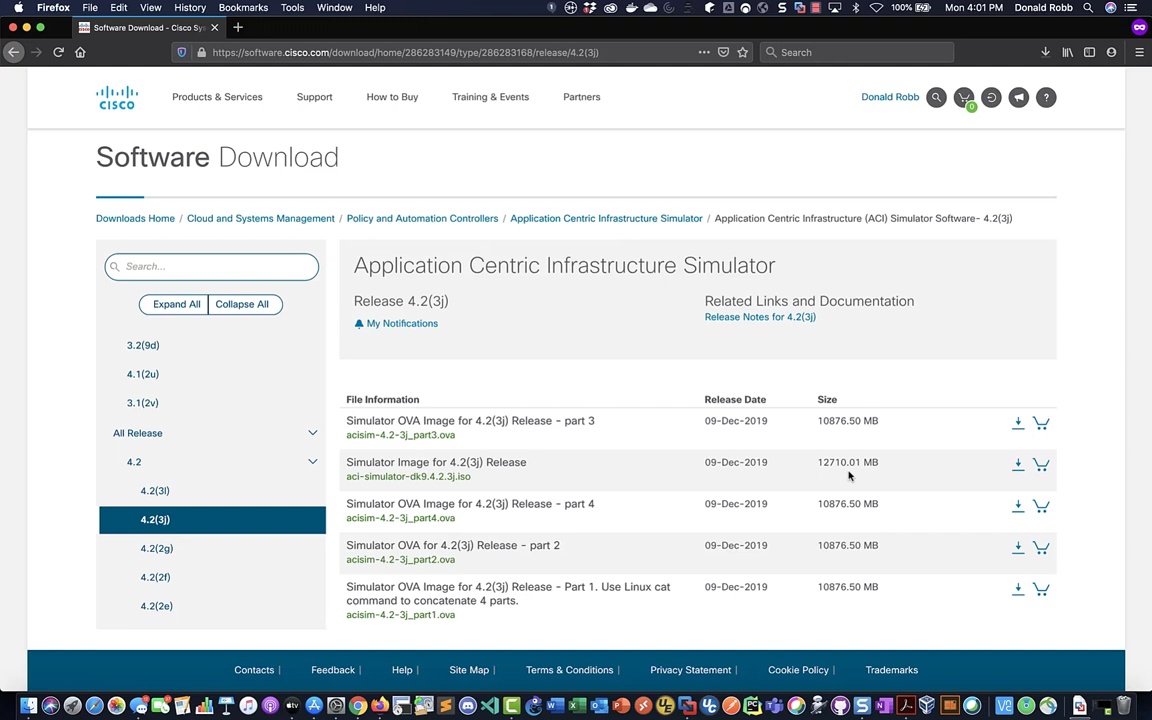 Firefox File Edit View History Bookmarks Tools Window Help 100% Mon 4:01 PM Donald Robb
Software Download - Cisco Sys
https://software.cisco.com/download/home/286283149/type/286283168/release/4.2(3j) Search
CISCO Products & Services Support How to Buy Training & Events Partners Donald Robb 0
Software Download
Downloads Home / Cloud and Systems Management / Policy and Automation Controllers / Application Centric Infrastructure Simulator / Application Centric Infrastructure (ACI) Simulator Software- 4.2(3j)
Search...
Expand All Collapse All
3.2(9d)
4.1(2u)
3.1(2v)
All Release
4.2
4.2(3l)
4.2(3j)
4.2(2g)
4.2(2f)
4.2(2e)
Application Centric Infrastructure Simulator
Release 4.2(3j)
My Notifications
Related Links and Documentation
Release Notes for 4.2(3j)
File Information Release Date Size
Simulator OVA Image for 4.2(3j) Release - part 3 09-Dec-2019 10876.50 MB
acisim-4.2-3j_part3.ova
Simulator Image for 4.2(3j) Release 09-Dec-2019 12710.01 MB
aci-simulator-dk9.4.2.3j.iso
Simulator OVA Image for 4.2(3j) Release - part 4 09-Dec-2019 10876.50 MB
acisim-4.2-3j_part4.ova
Simulator OVA for 4.2(3j) Release - part 2 09-Dec-2019 10876.50 MB
acisim-4.2-3j_part2.ova
Simulator OVA Image for 4.2(3j) Release - Part 1. Use Linux cat 09-Dec-2019 10876.50 MB
command to concatenate 4 parts.
acisim-4.2-3j_part1.ova
Contacts | Feedback | Help | Site Map | Terms & Conditions | Privacy Statement | Cookie Policy | Trademarks